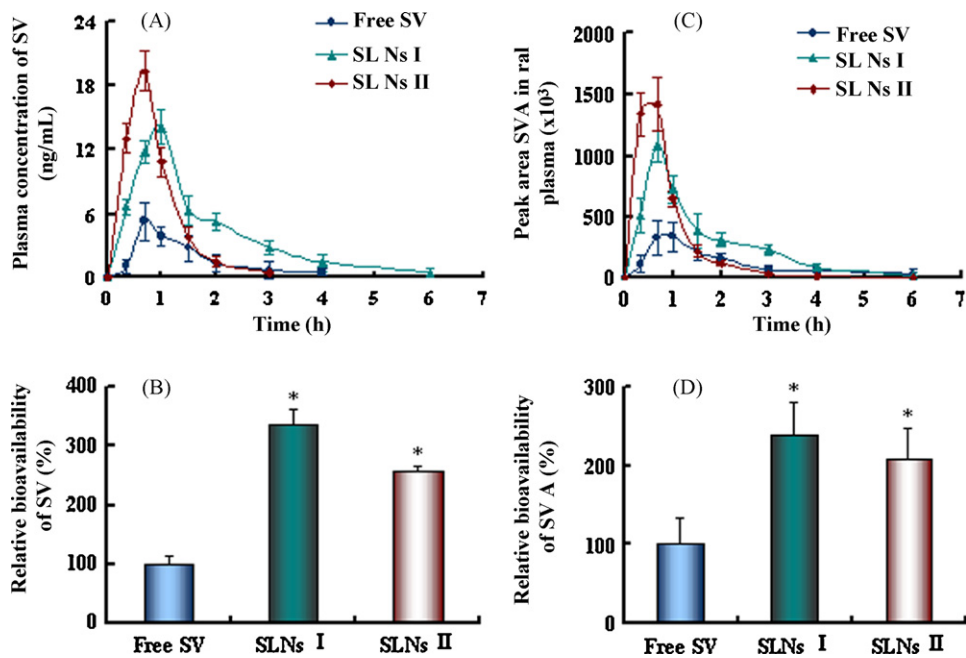 (A)
Plasma concentration of SV
(ng/mL)
24
18
12
6
0
Free SV
SL Ns I
SL Ns II
0 1 2 3 4 5 6 7
Time (h)
(C)
Peak area SVA in ral
plasma (x10³)
2000
1500
1000
500
0
Free SV
SL Ns I
SL Ns II
0 1 2 3 4 5 6 7
Time (h)
(B)
Relative bioavailability
of SV (%)
400
300
200
100
0
*
*
Free SV SLNs I SLNs II
(D)
Relative bioavailability
of SV A (%)
300
200
100
0
*
*
Free SV SLNs I SLNs II